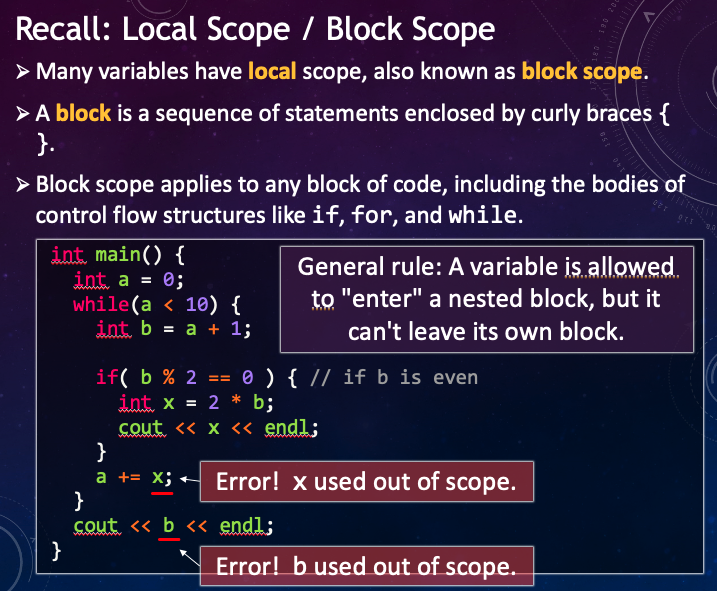 Recall: Local Scope / Block Scope
➢ Many variables have local scope, also known as block scope.
➢ A block is a sequence of statements enclosed by curly braces {
}.
➢ Block scope applies to any block of code, including the bodies of
control flow structures like if, for, and while.
int main() {
int a = 0;
while(a < 10) {
int b = a + 1;
General rule: A variable is allowed
to "enter" a nested block, but it
can't leave its own block.
if( b % 2 == 0 ) { // if b is even
int x = 2 * b;
cout << x << endl;
}
a += x;
Error! x used out of scope.
}
cout << b << endl;
}
Error! b used out of scope.